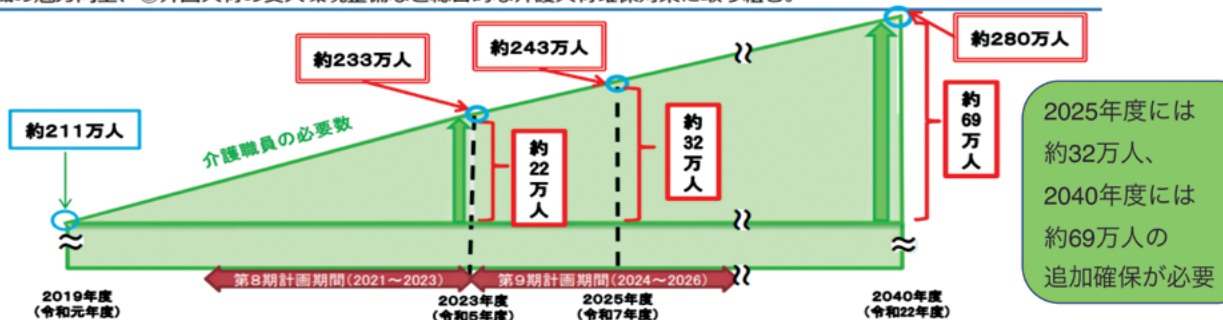 約280万人
約243万人
約233万人
約211万人
介護職員の必要数
約22万人
約32万人
約69万人
2025年度には
約32万人、
2040年度には
約69万人の
追加確保が必要
第8期計画期間(2021～2023)
第9期計画期間(2024～2026)
2019年度
(令和元年度)
2023年度
(令和5年度)
2025年度
(令和7年度)
2040年度
(令和22年度)